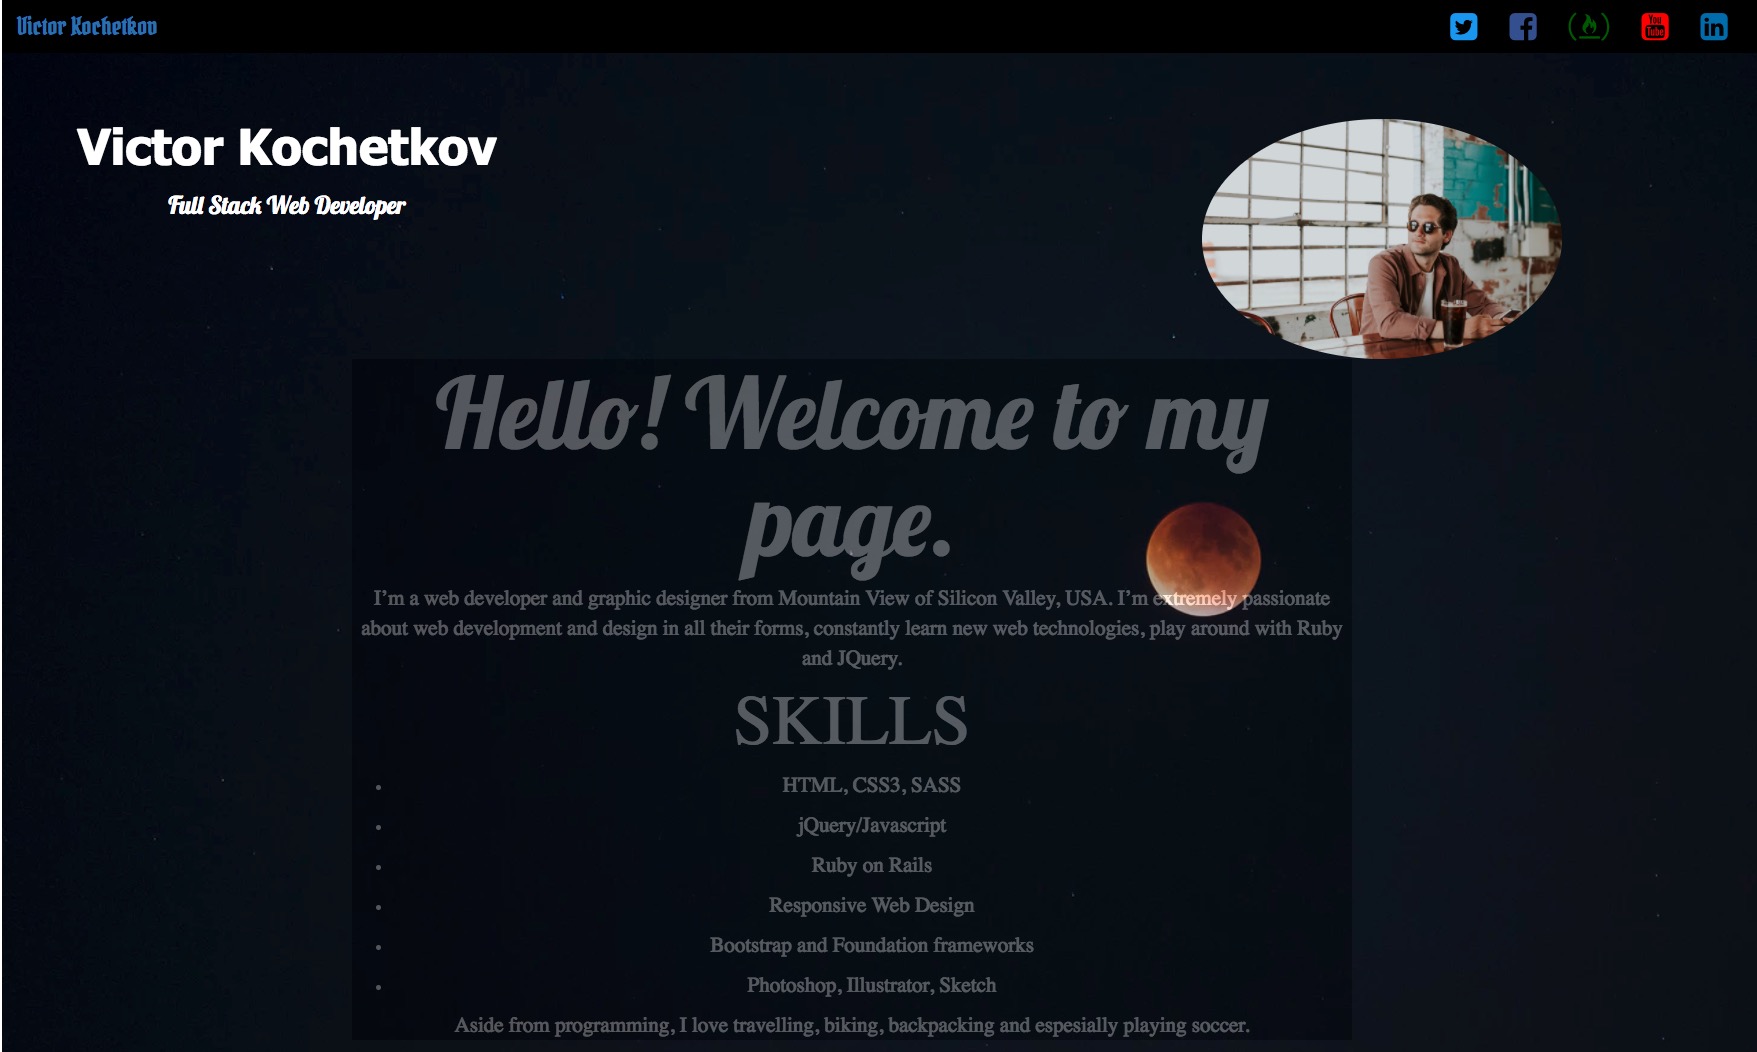 Victor Kochetkov
You
Tube
in
Victor Kochetkov
Full Stack Web Developer
Hello! Welcome to my
page.
I’m a web developer and graphic designer from Mountain View of Silicon Valley, USA. I’m extremely passionate
about web development and design in all their forms, constantly learn new web technologies, play around with Ruby
and JQuery.
SKILLS
• HTML, CSS3, SASS
• jQuery/Javascript
• Ruby on Rails
• Responsive Web Design
• Bootstrap and Foundation frameworks
• Photoshop, Illustrator, Sketch
Aside from programming, I love travelling, biking, backpacking and espesially playing soccer.